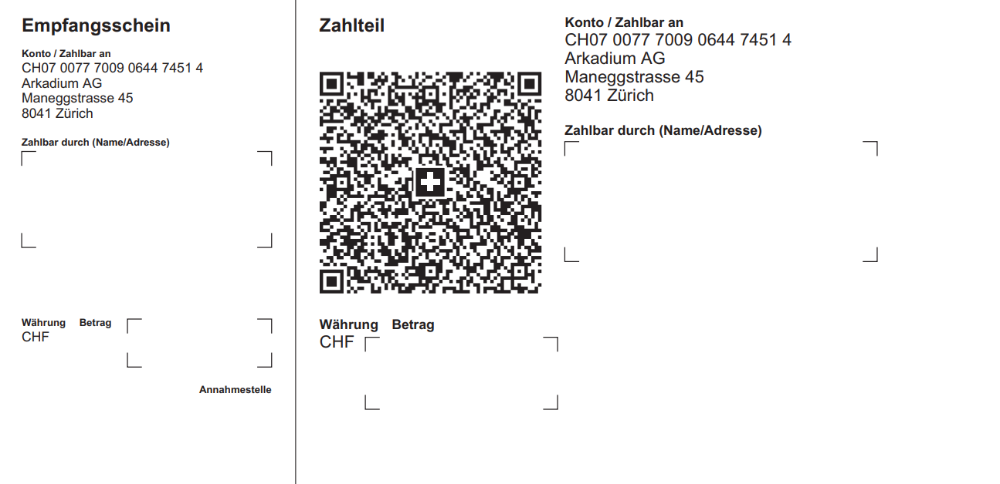 Empfangsschein
Konto / Zahlbar an
CH07 0077 7009 0644 7451 4
Arkadium AG
Maneggstrasse 45
8041 Zürich
Zahlbar durch (Name/Adresse)
Währung Betrag
CHF
Annahmestelle
Zahlteil
Währung Betrag
CHF
Konto / Zahlbar an
CH07 0077 7009 0644 7451 4
Arkadium AG
Maneggstrasse 45
8041 Zürich
Zahlbar durch (Name/Adresse)